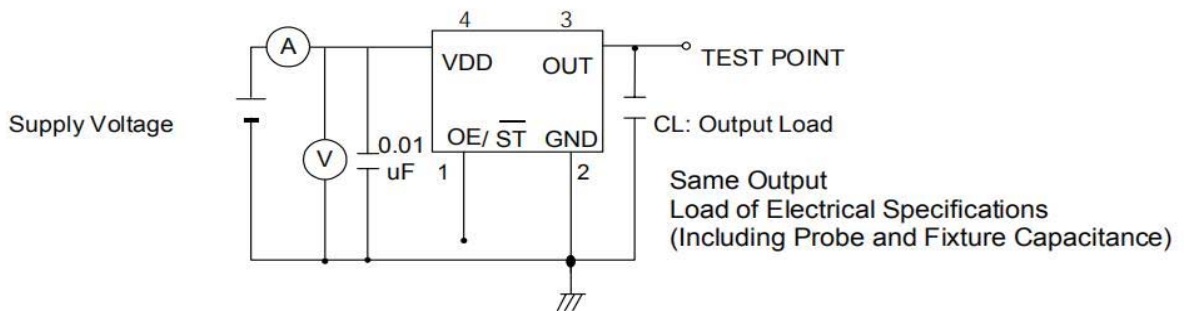 4 3
A
VDD OUT
TEST POINT
Supply Voltage
CL: Output Load
V
0.01
uF
OE/ ST GND
1 2
Same Output
Load of Electrical Specifications
(Including Probe and Fixture Capacitance)